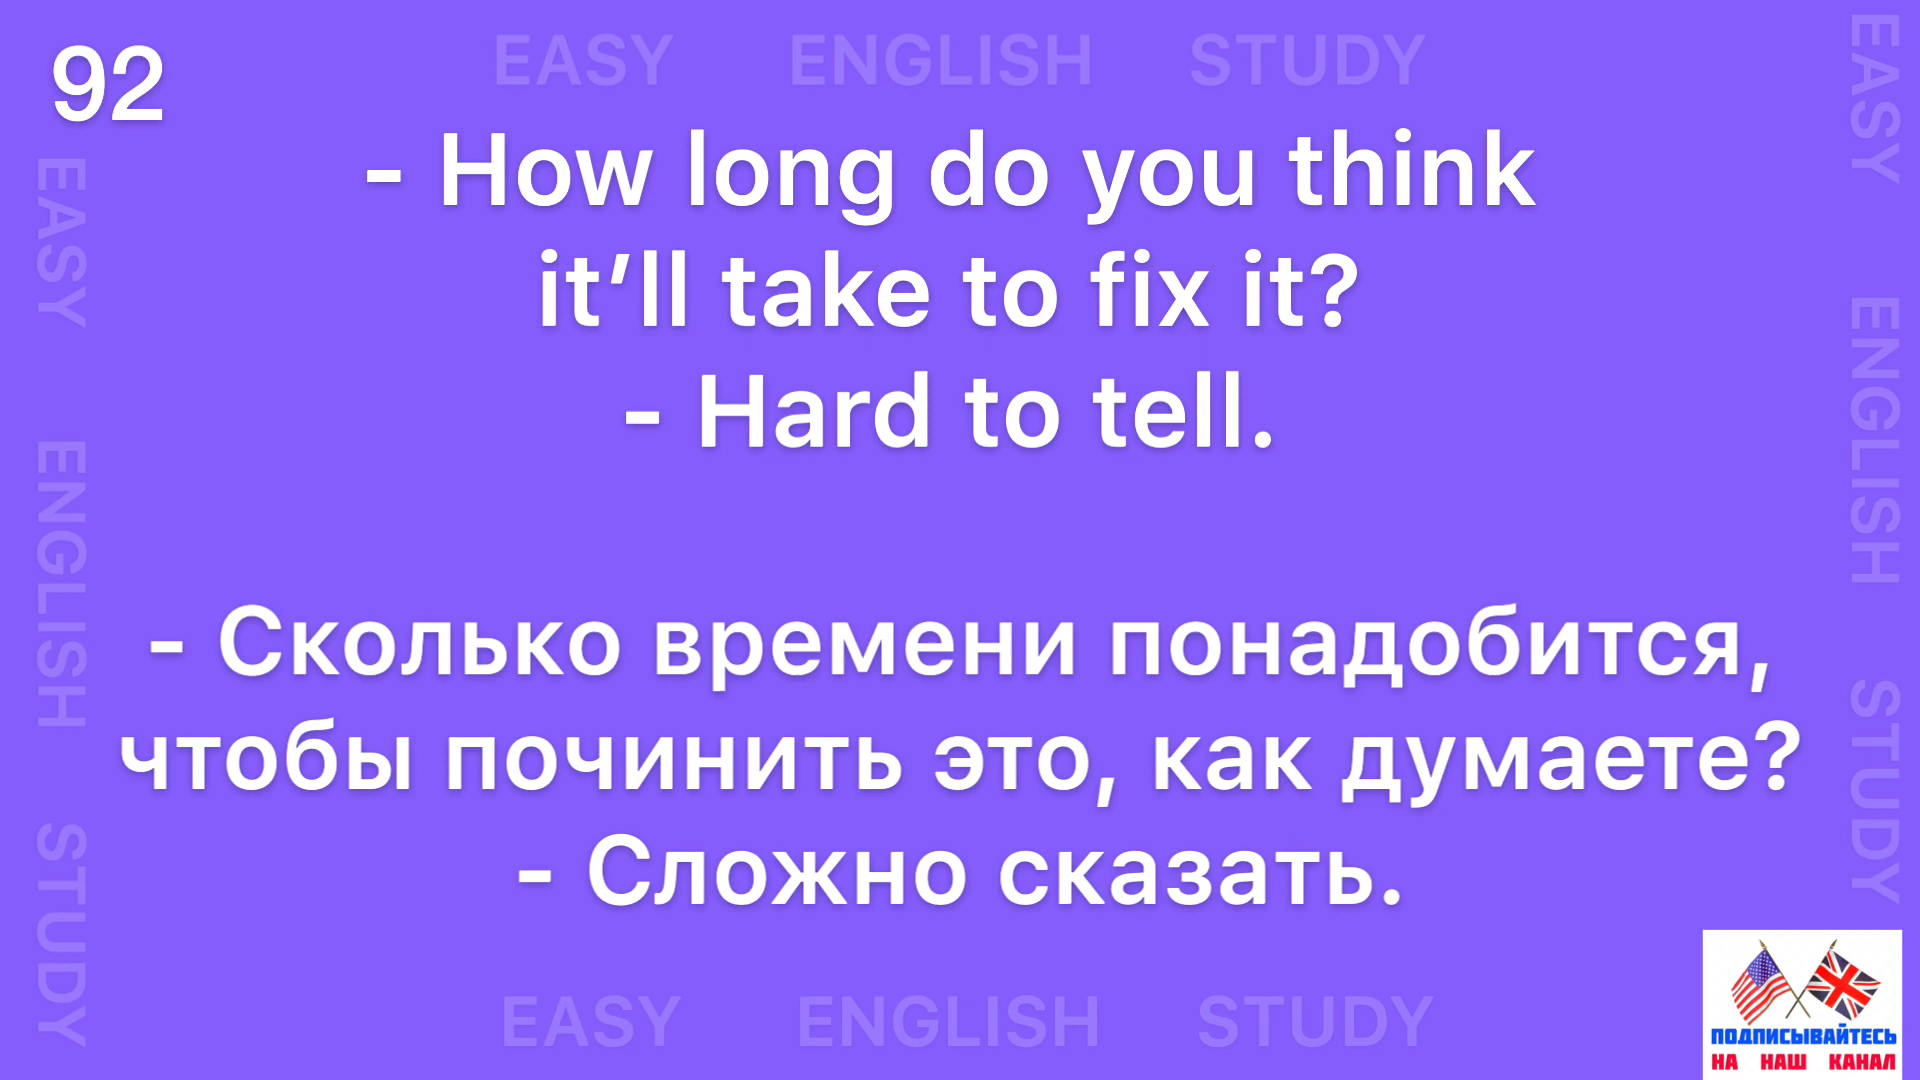 92
EASY ENGLISH STUDY
- How long do you think
it’ll take to fix it?
- Hard to tell.
- Сколько времени понадобится,
чтобы починить это, как думаете?
- Сложно сказать.
EASY ENGLISH STUDY
EASY ENGLISH STUDY
EASY ENGLISH STUDY
ПОДПИСЫВАЙТЕСЬ
НА НАШ КАНАЛ